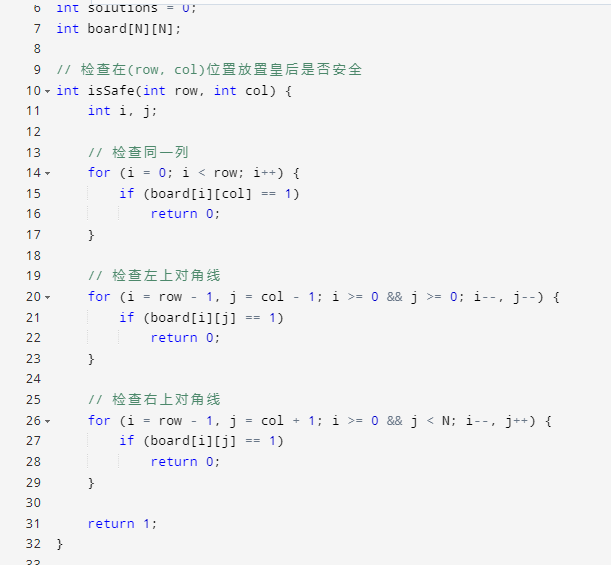 6 int solutions = 0;
7 int board[N][N];
8
9 // 检查在(row, col)位置放置皇后是否安全
10 int isSafe(int row, int col) {
11     int i, j;
12
13     // 检查同一列
14     for (i = 0; i < row; i++) {
15         if (board[i][col] == 1)
16             return 0;
17     }
18
19     // 检查左上对角线
20     for (i = row - 1, j = col - 1; i >= 0 && j >= 0; i--, j--) {
21         if (board[i][j] == 1)
22             return 0;
23     }
24
25     // 检查右上对角线
26     for (i = row - 1, j = col + 1; i >= 0 && j < N; i--, j++) {
27         if (board[i][j] == 1)
28             return 0;
29     }
30
31     return 1;
32 }
33